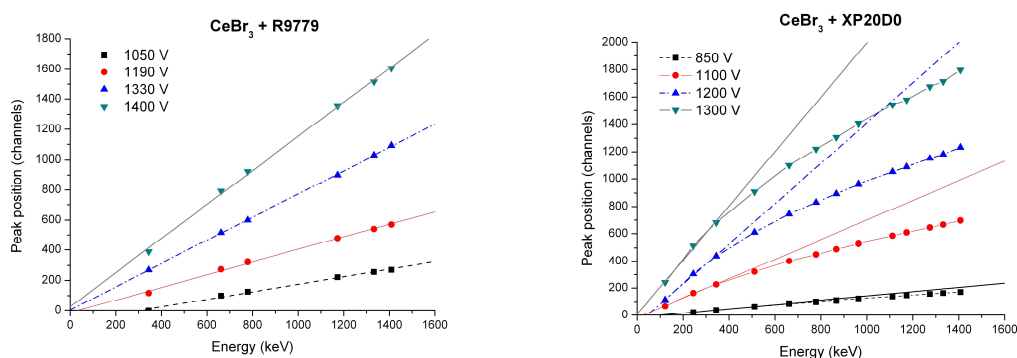 CeBr₃ + R9779
1050 V
1190 V
1330 V
1400 V
Peak position (channels)
1800
1600
1400
1200
1000
800
600
400
200
0
0 200 400 600 800 1000 1200 1400 1600
Energy (keV)
CeBr₃ + XP20D0
850 V
1100 V
1200 V
1300 V
Peak position (channels)
2000
1800
1600
1400
1200
1000
800
600
400
200
0
0 200 400 600 800 1000 1200 1400 1600
Energy (keV)